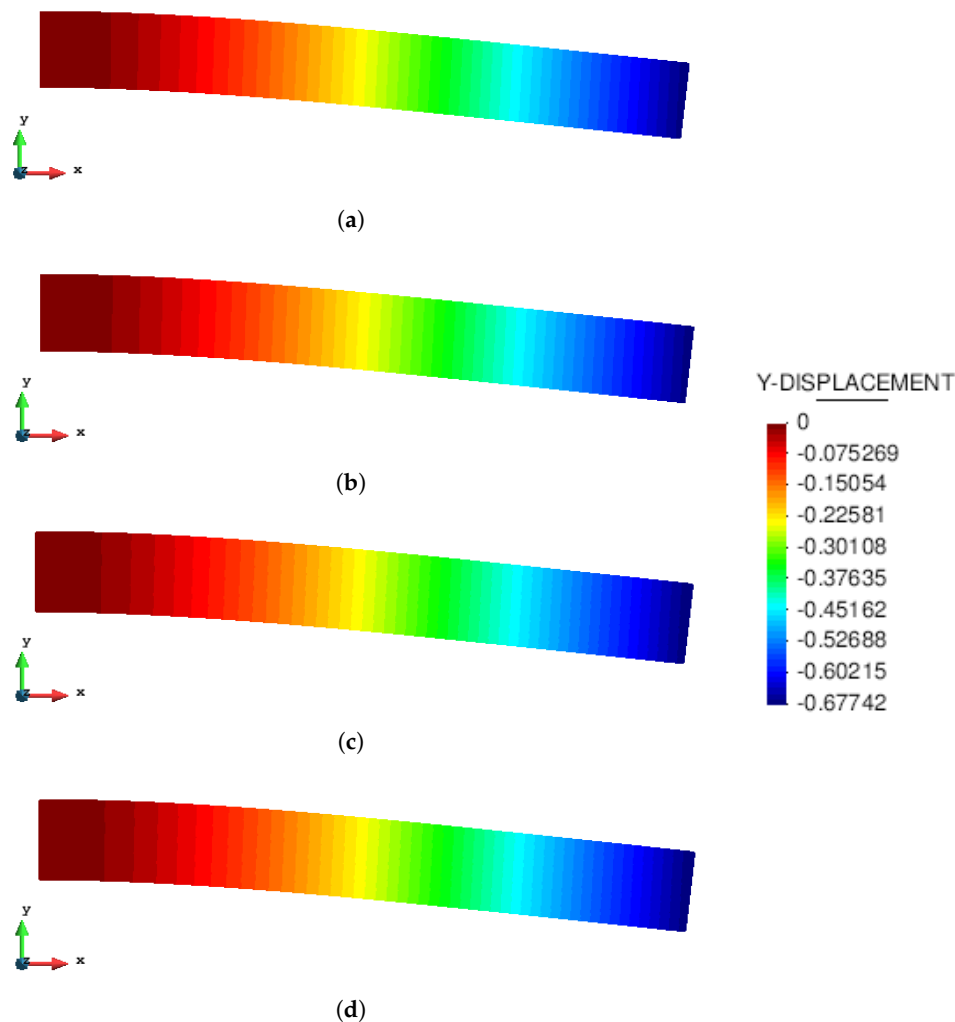 y
z x
(a)
y
z x
(b)
Y-DISPLACEMENT
0
-0.075269
-0.15054
-0.22581
-0.30108
-0.37635
-0.45162
-0.52688
-0.60215
-0.67742
y
z x
(c)
y
z x
(d)